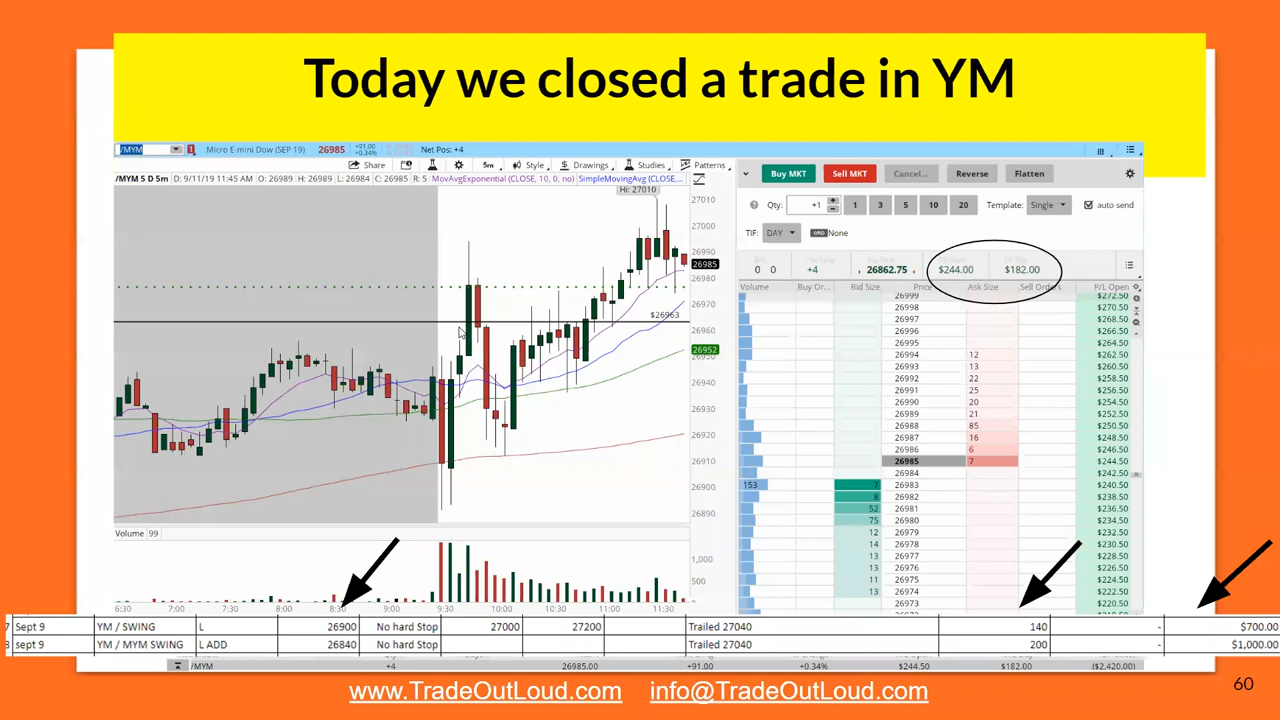 Today we closed a trade in YM
/MYM Micro E-mini Dow (SEP 19) 26985 +91.00 +0.34% Net Pos: +4
Share 5m Style Drawings Studies Patterns
/MYM 5 D 5m D: 9/11/19 11:45 AM O: 26989 H: 26989 L: 26984 C: 26985 R: 5 MovAvgExponential (CLOSE, 10, 0, no) SimpleMovingAvg (CLOSE,...
Hi: 27010
27010
27000
26990
26985
26980
26970
$26963
26960
26952
26950
26940
26930
26920
26910
26900
26890
Volume 99
1,000
500
6:30 7:00 7:30 8:00 8:30 9:00 9:30 10:00 10:30 11:00 11:30
Buy MKT Sell MKT Cancel... Reverse Flatten
Qty: +1 1 3 5 10 20 Template: Single auto send
TIF: DAY GRD None
0 0 +4 26862.75 $244.00 $182.00
Volume Buy Or... Bid Size Price Ask Size Sell Orders P/L Open
26999 $272.50
26998 $270.50
26997 $268.50
26996 $266.50
26995 $264.50
26994 12 $262.50
26993 13 $260.50
26992 22 $258.50
26991 25 $256.50
26990 20 $254.50
26989 21 $252.50
26988 85 $250.50
26987 16 $248.50
26986 6 $246.50
26985 7 $244.50
26984 $242.50
153 7 26983 $240.50
8 26982 $238.50
52 26981 $236.50
75 26980 $234.50
12 26979 $232.50
14 26978 $230.50
13 26977 $228.50
13 26976 $226.50
11 26975 $224.50
13 26974 $222.50
26973 $220.50
7 Sept 9 YM / SWING L 26900 No hard Stop 27000 27200 Trailed 27040 140 - $700.00
8 sept 9 YM / MYM SWING L ADD 26840 No hard Stop Trailed 27040 200 - $1,000.00
/MYM +4 26985.00 +91.00 +0.34% $244.50 $182.00 ($2,420.00)
www.TradeOutLoud.com info@TradeOutLoud.com
60